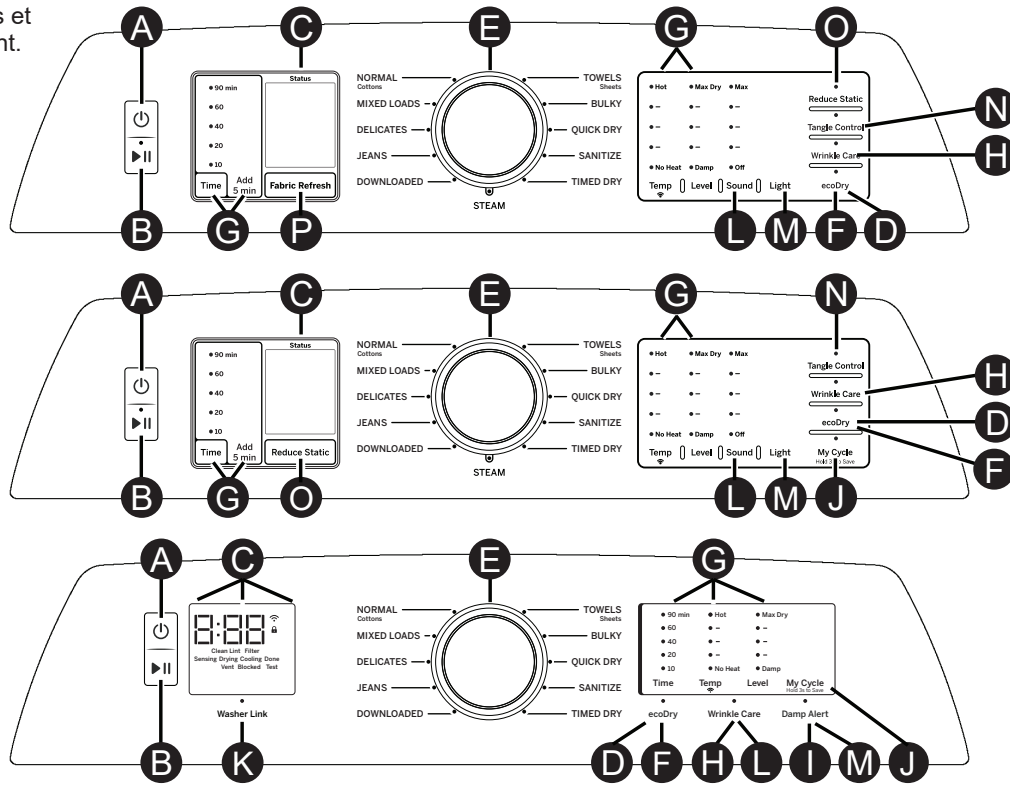 s et
nt.
A
C
E
G
O
Status
90 min
60
40
20
10
Time
Add
5 min
Fabric Refresh
NORMAL
Cottons
MIXED LOADS
DELICATES
JEANS
DOWNLOADED
TOWELS
Sheets
BULKY
QUICK DRY
SANITIZE
TIMED DRY
STEAM
Hot
Max Dry
Max
–
–
–
–
–
–
–
–
–
No Heat
Damp
Off
Temp
Level
Sound
Light
Reduce Static
Tangle Control
Wrinkle Care
ecoDry
N
H
B
G
P
L
M
F
D
A
C
E
G
N
Status
90 min
60
40
20
10
Time
Add
5 min
Reduce Static
NORMAL
Cottons
MIXED LOADS
DELICATES
JEANS
DOWNLOADED
TOWELS
Sheets
BULKY
QUICK DRY
SANITIZE
TIMED DRY
STEAM
Hot
Max Dry
Max
–
–
–
–
–
–
–
–
–
No Heat
Damp
Off
Temp
Level
Sound
Light
Tangle Control
Wrinkle Care
ecoDry
My Cycle
Hold 3s to Save
H
D
F
B
G
O
L
M
J
A
C
E
G
8:88
Clean Lint Filter
Sensing Drying Cooling Done
Vent Blocked Test
Washer Link
NORMAL
Cottons
MIXED LOADS
DELICATES
JEANS
DOWNLOADED
TOWELS
Sheets
BULKY
QUICK DRY
SANITIZE
TIMED DRY
90 min
Hot
Max Dry
60
–
–
40
–
–
20
–
–
10
No Heat
Damp
Time
Temp
Level
My Cycle
Hold 3s to Save
ecoDry
Wrinkle Care
Damp Alert
B
K
D
F
H
L
I
M
J